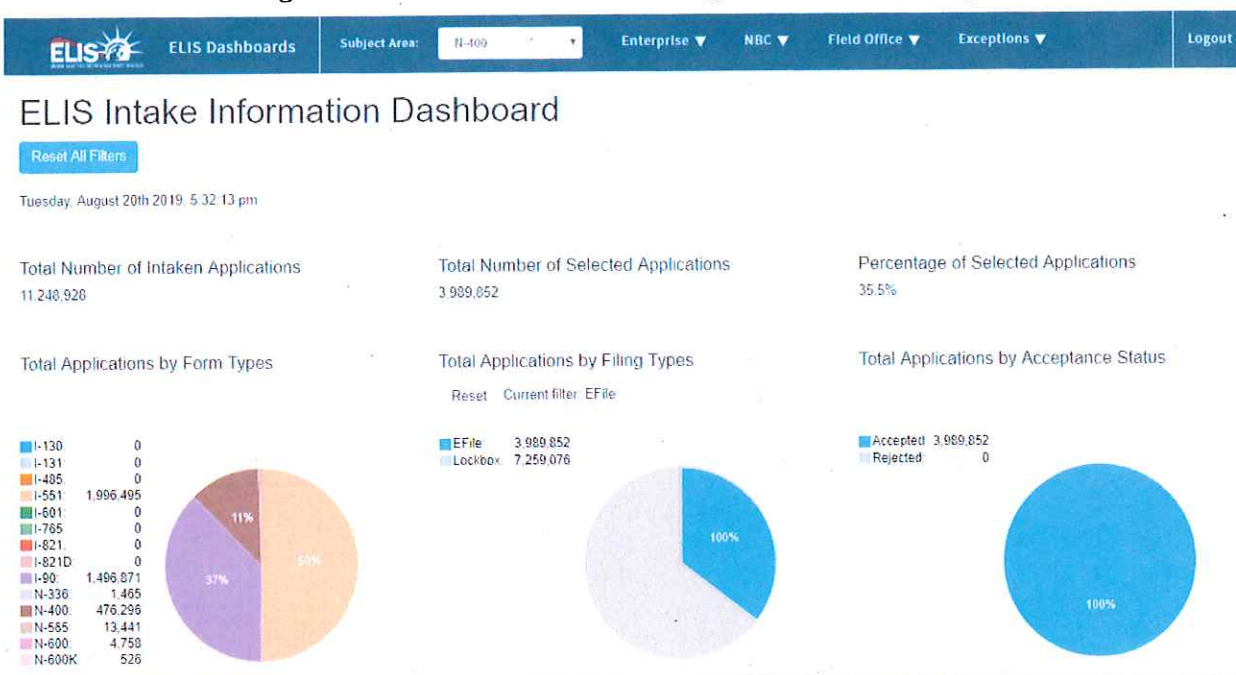 ELIS ELIS Dashboards Subject Area: N-400 Enterprise ▼ NBC ▼ Field Office ▼ Exceptions ▼ Logout
ELIS Intake Information Dashboard
Reset All Filters
Tuesday, August 20th 2019, 5:32:13 pm
Total Number of Intaken Applications
11,248,928
Total Number of Selected Applications
3,989,852
Percentage of Selected Applications
35.5%
Total Applications by Form Types
I-130: 0
I-131: 0
I-485: 0
I-551: 1,996,495
I-601: 0
I-765 0
I-821: 0
I-821D: 0
I-90: 1,496,871
N-336: 1,465
N-400: 476,296
N-565: 13,441
N-600: 4,758
N-600K: 526
11%
37%
50%
Total Applications by Filing Types
Reset Current filter: EFile
EFile: 3,989,852
Lockbox: 7,259,076
100%
Total Applications by Acceptance Status
Accepted: 3,989,852
Rejected: 0
100%